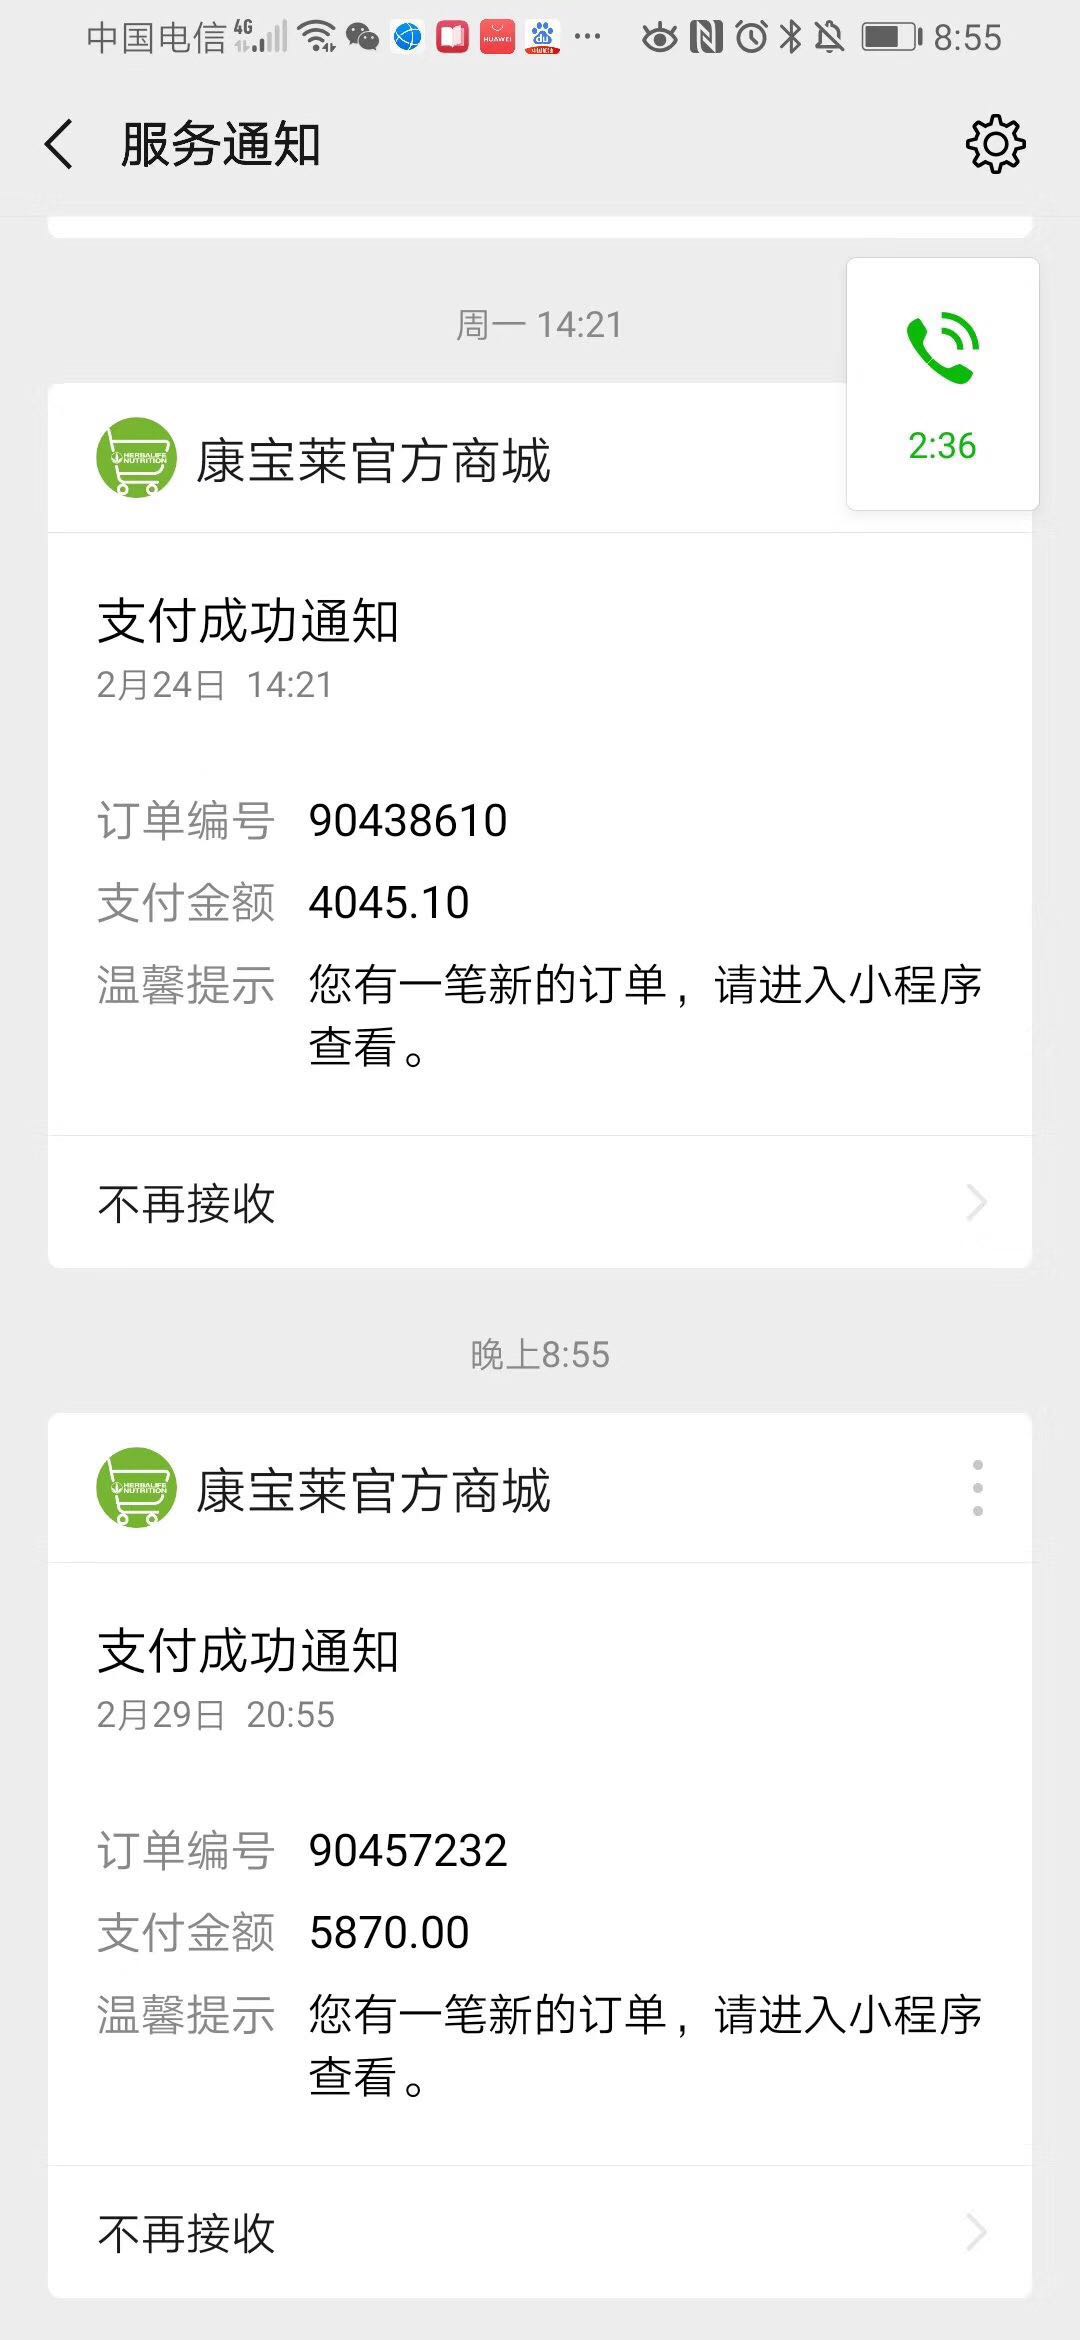 中国电信 4G 8:55
服务通知
周一 14:21
2:36
康宝莱官方商城
支付成功通知
2月24日 14:21
订单编号 90438610
支付金额 4045.10
温馨提示 您有一笔新的订单，请进入小程序
查看。
不再接收
晚上8:55
康宝莱官方商城
支付成功通知
2月29日 20:55
订单编号 90457232
支付金额 5870.00
温馨提示 您有一笔新的订单，请进入小程序
查看。
不再接收
HUAWEI
du
HERBALIFE
NUTRITION
HERBALIFE
NUTRITION